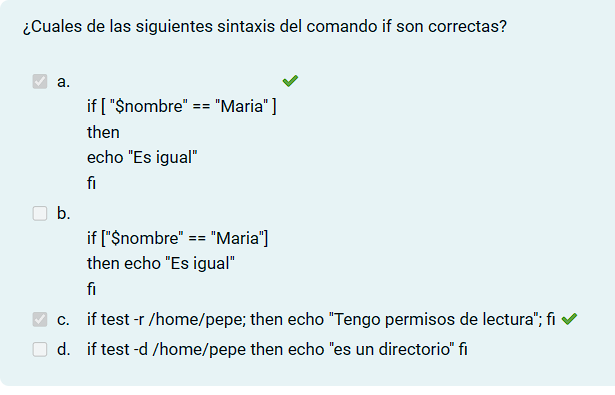 ¿Cuales de las siguientes sintaxis del comando if son correctas?
a.
if [ "$nombre" == "Maria" ]
then
echo "Es igual"
fi
b.
if ["$nombre" == "Maria"]
then echo "Es igual"
fi
c. if test -r /home/pepe; then echo "Tengo permisos de lectura"; fi
d. if test -d /home/pepe then echo "es un directorio" fi